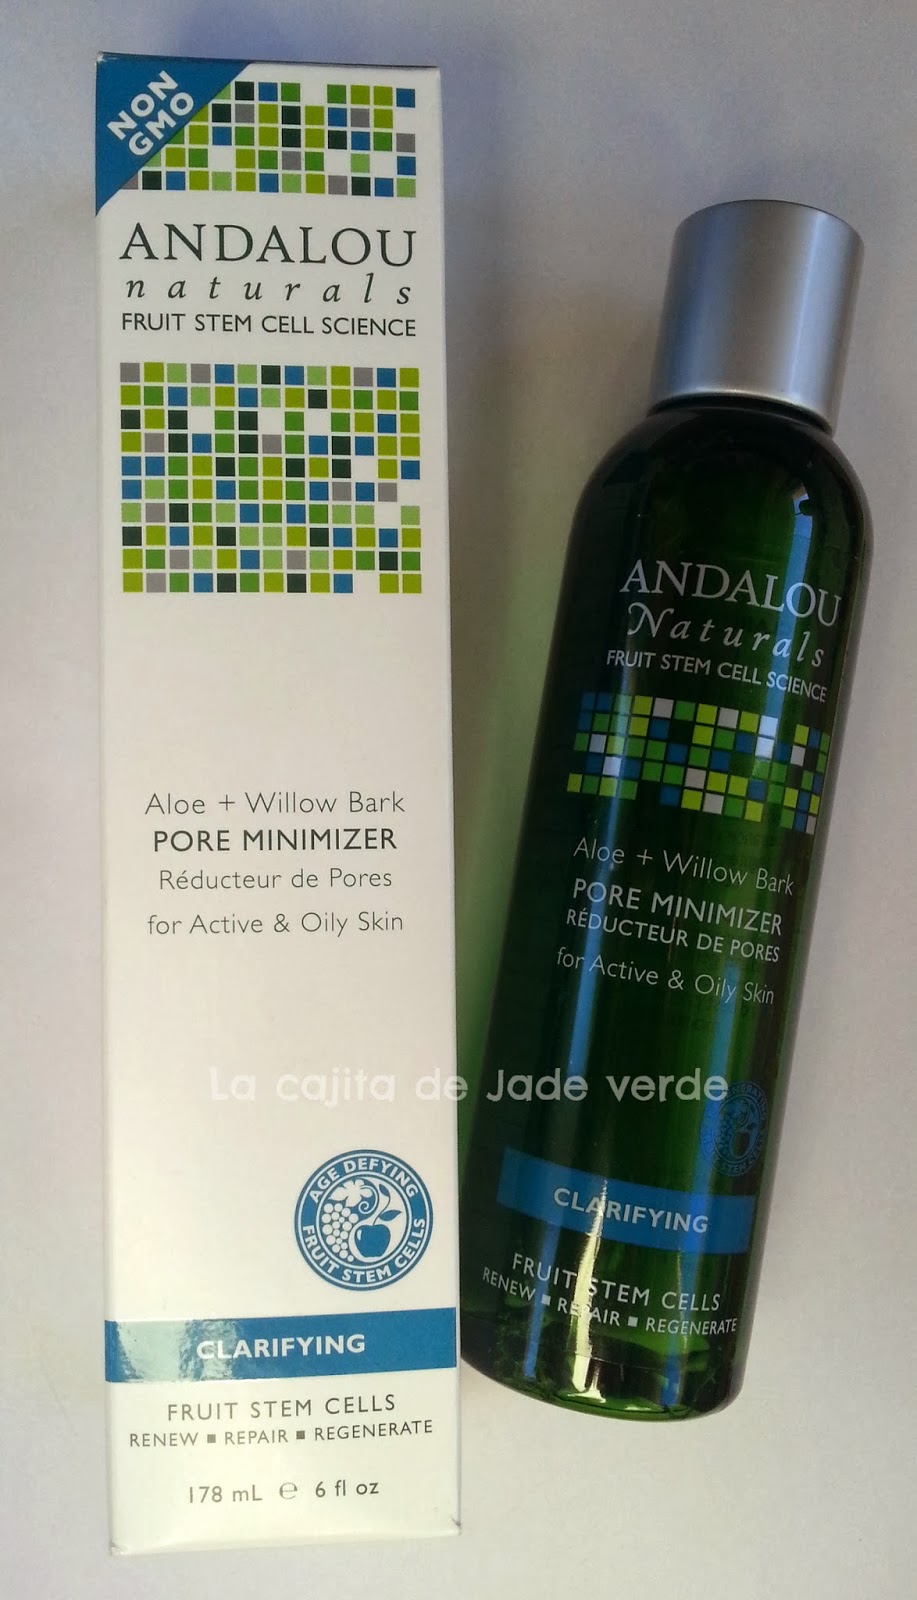 NON
GMO
ANDALOU
naturals
FRUIT STEM CELL SCIENCE
Aloe + Willow Bark
PORE MINIMIZER
Réducteur de Pores
for Active & Oily Skin
AGE DEFYING
FRUIT STEM CELLS
CLARIFYING
FRUIT STEM CELLS
RENEW ■ REPAIR ■ REGENERATE
178 mL ℮ 6 fl oz
ANDALOU
Naturals
FRUIT STEM CELL SCIENCE
Aloe + Willow Bark
PORE MINIMIZER
RÉDUCTEUR DE PORES
for Active & Oily Skin
FRUIT STEM CELLS
CLARIFYING
FRUIT STEM CELLS
RENEW ■ REPAIR ■ REGENERATE
La cajita de Jade verde